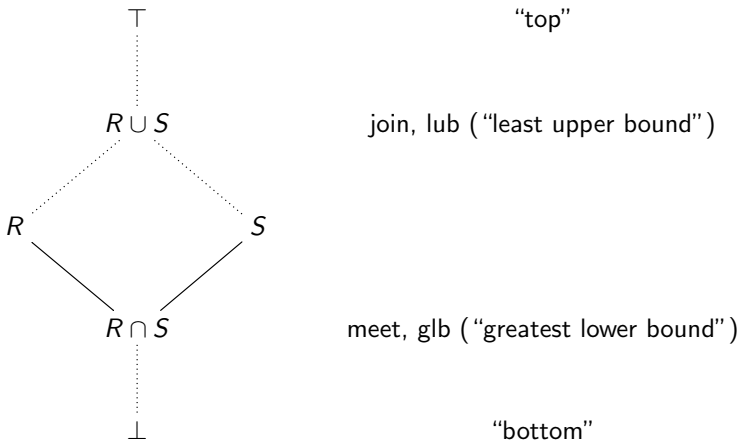 ⊤ “top”
R ∪ S join, lub (“least upper bound”)
R S
R ∩ S meet, glb (“greatest lower bound”)
⊥ “bottom”